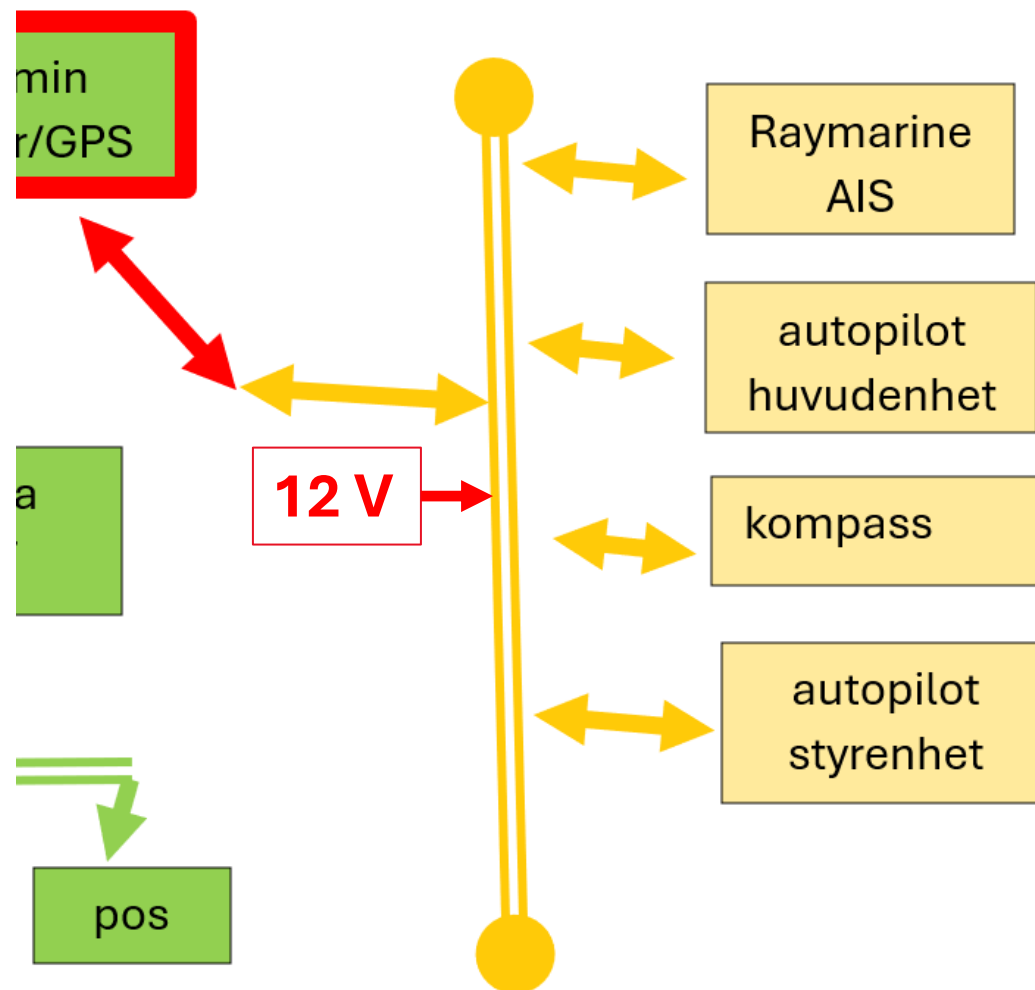 min
r/GPS
Raymarine
AIS
autopilot
huvudenhet
12 V
a
kompass
autopilot
styrenhet
pos